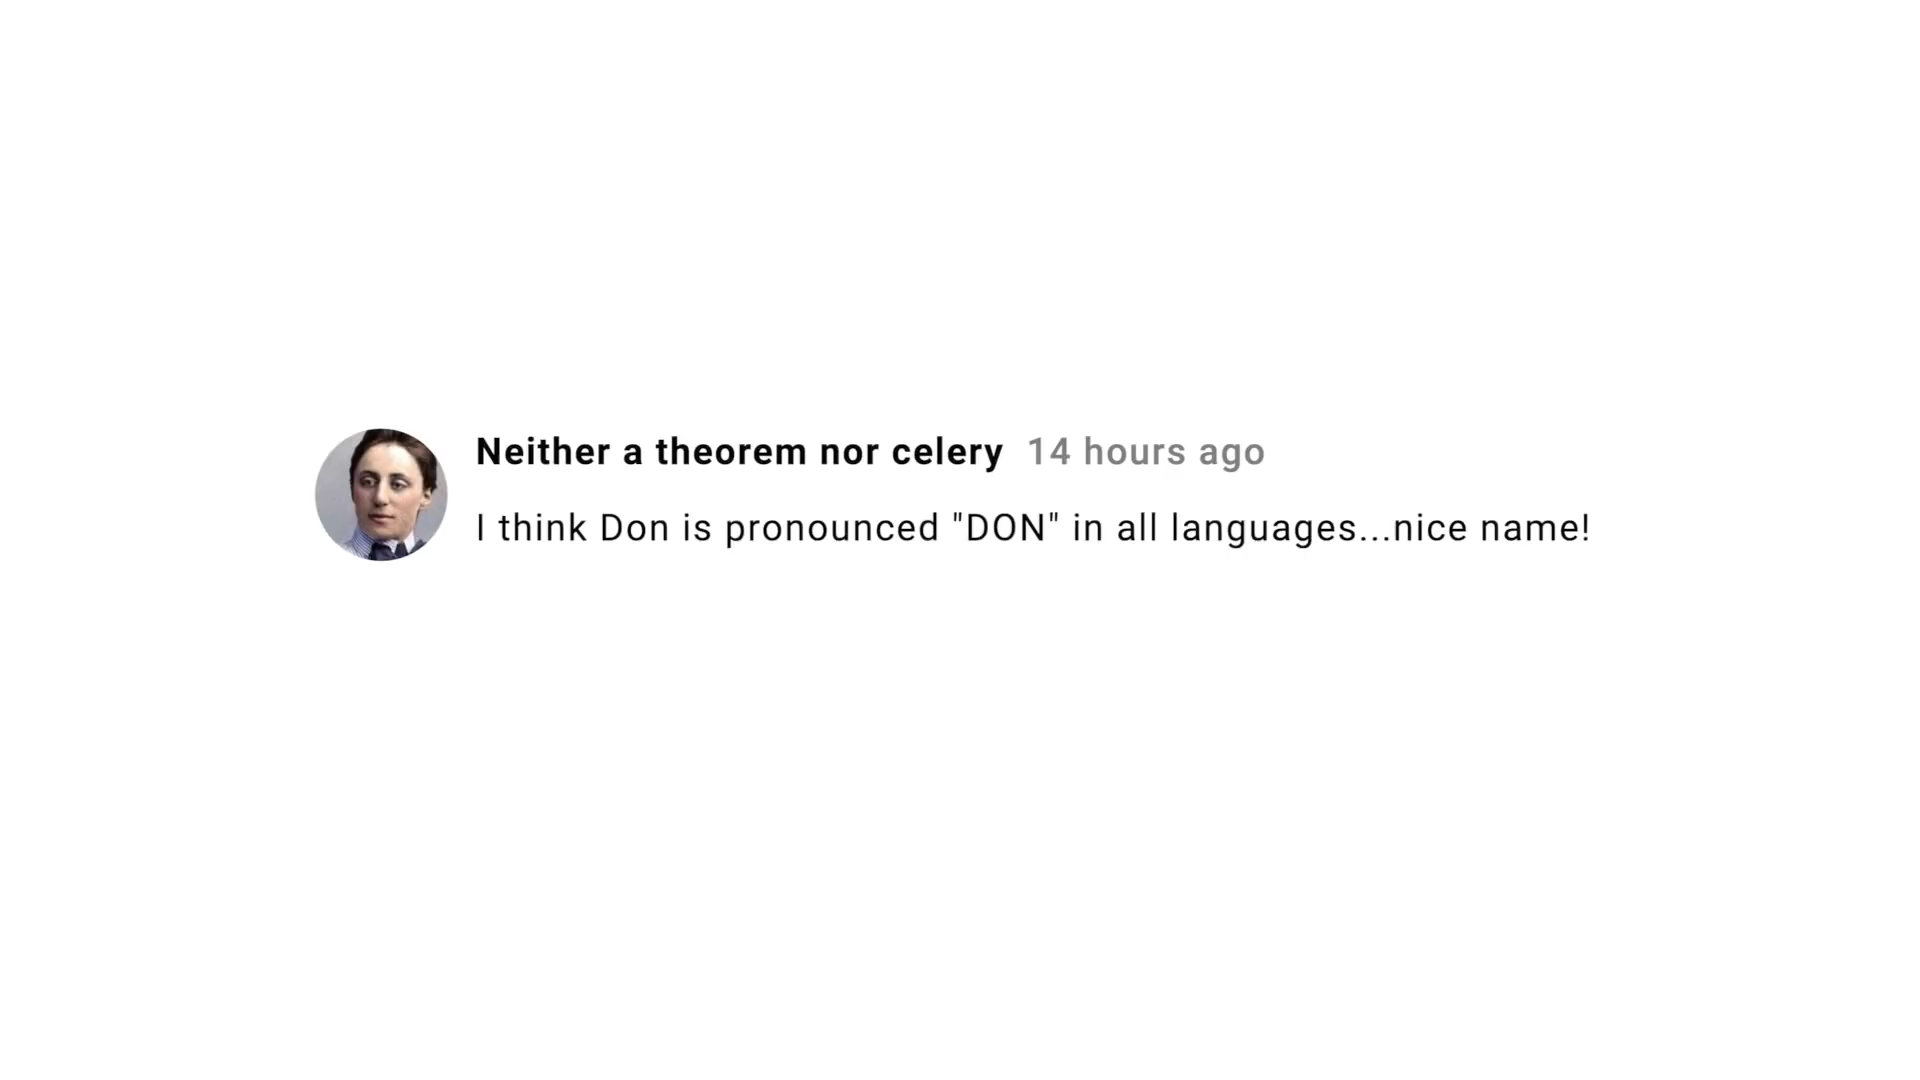 Neither a theorem nor celery 14 hours ago
I think Don is pronounced "DON" in all languages...nice name!